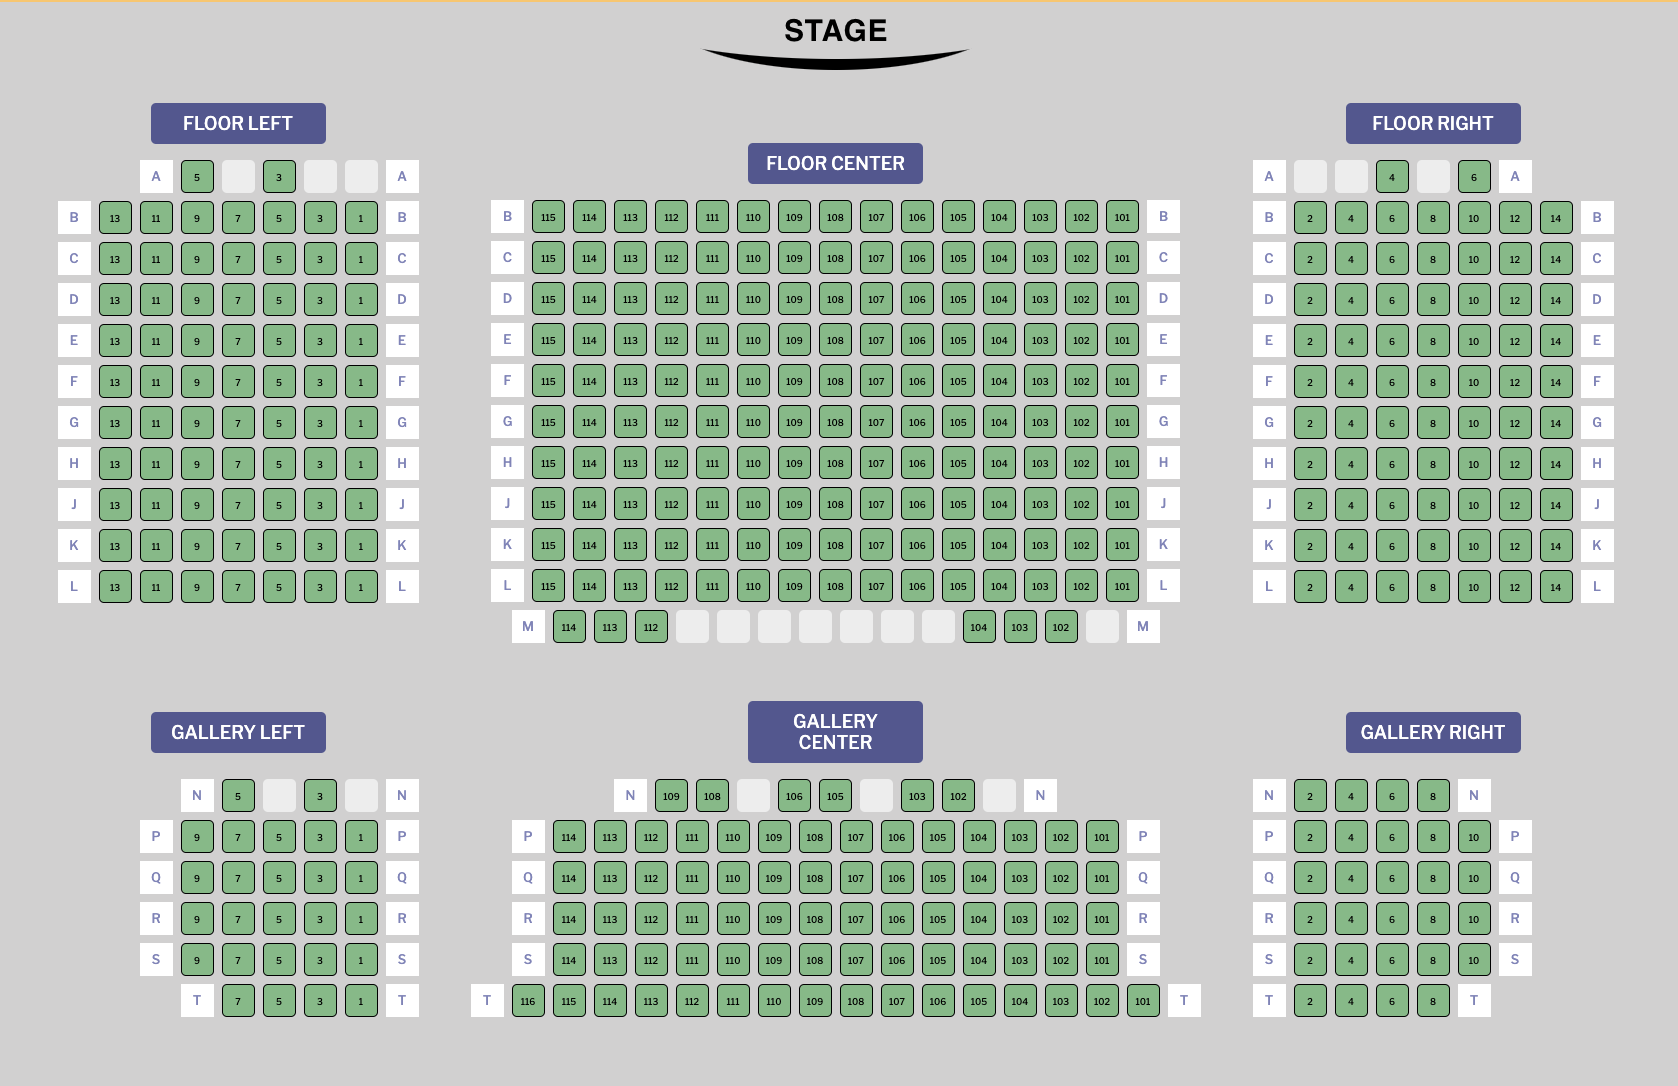 STAGE
FLOOR LEFT
A 5 3 A
B 13 11 9 7 5 3 1 B
C 13 11 9 7 5 3 1 C
D 13 11 9 7 5 3 1 D
E 13 11 9 7 5 3 1 E
F 13 11 9 7 5 3 1 F
G 13 11 9 7 5 3 1 G
H 13 11 9 7 5 3 1 H
J 13 11 9 7 5 3 1 J
K 13 11 9 7 5 3 1 K
L 13 11 9 7 5 3 1 L
FLOOR CENTER
B 115 114 113 112 111 110 109 108 107 106 105 104 103 102 101 B
C 115 114 113 112 111 110 109 108 107 106 105 104 103 102 101 C
D 115 114 113 112 111 110 109 108 107 106 105 104 103 102 101 D
E 115 114 113 112 111 110 109 108 107 106 105 104 103 102 101 E
F 115 114 113 112 111 110 109 108 107 106 105 104 103 102 101 F
G 115 114 113 112 111 110 109 108 107 106 105 104 103 102 101 G
H 115 114 113 112 111 110 109 108 107 106 105 104 103 102 101 H
J 115 114 113 112 111 110 109 108 107 106 105 104 103 102 101 J
K 115 114 113 112 111 110 109 108 107 106 105 104 103 102 101 K
L 115 114 113 112 111 110 109 108 107 106 105 104 103 102 101 L
M 114 113 112 104 103 102 M
FLOOR RIGHT
A 4 6 A
B 2 4 6 8 10 12 14 B
C 2 4 6 8 10 12 14 C
D 2 4 6 8 10 12 14 D
E 2 4 6 8 10 12 14 E
F 2 4 6 8 10 12 14 F
G 2 4 6 8 10 12 14 G
H 2 4 6 8 10 12 14 H
J 2 4 6 8 10 12 14 J
K 2 4 6 8 10 12 14 K
L 2 4 6 8 10 12 14 L
GALLERY LEFT
N 5 3 N
P 9 7 5 3 1 P
Q 9 7 5 3 1 Q
R 9 7 5 3 1 R
S 9 7 5 3 1 S
T 7 5 3 1 T
GALLERY
CENTER
N 109 108 106 105 103 102 N
P 114 113 112 111 110 109 108 107 106 105 104 103 102 101 P
Q 114 113 112 111 110 109 108 107 106 105 104 103 102 101 Q
R 114 113 112 111 110 109 108 107 106 105 104 103 102 101 R
S 114 113 112 111 110 109 108 107 106 105 104 103 102 101 S
T 116 115 114 113 112 111 110 109 108 107 106 105 104 103 102 101 T
GALLERY RIGHT
N 2 4 6 8 N
P 2 4 6 8 10 P
Q 2 4 6 8 10 Q
R 2 4 6 8 10 R
S 2 4 6 8 10 S
T 2 4 6 8 T